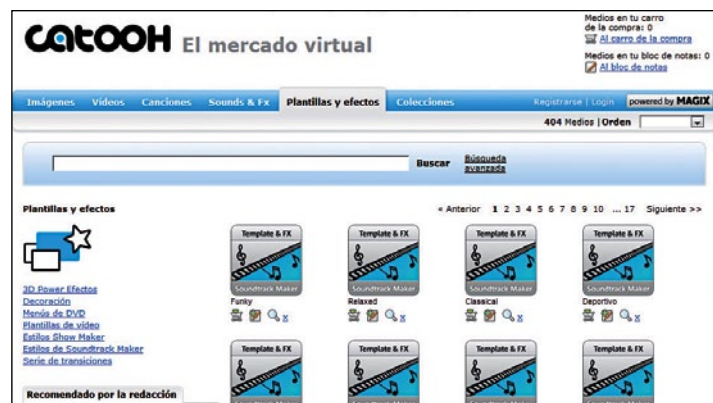 Medios en tu carro
de la compra: 0
Al carro de la compra
Medios en tu bloc de notas: 0
Al bloc de notas
CATOOH El mercado virtual
Imágenes Vídeos Canciones Sounds & Fx Plantillas y efectos Colecciones Registrarse | Login powered by MAGIX
404 Medios | Orden
Buscar Búsqueda
avanzada
Plantillas y efectos
« Anterior 1 2 3 4 5 6 7 8 9 10 ... 17 Siguiente >>
Template & FX Template & FX Template & FX Template & FX
Soundtrack Maker Soundtrack Maker Soundtrack Maker Soundtrack Maker
Funky Relaxed Classical Deportivo
x x x x
3D Power Efectos
Decoración
Menús de DVD
Plantillas de vídeo
Estilos Show Maker
Estilos de Soundtrack Maker
Serie de transiciones
Template & FX Template & FX Template & FX Template & FX
Recomendado por la redacción